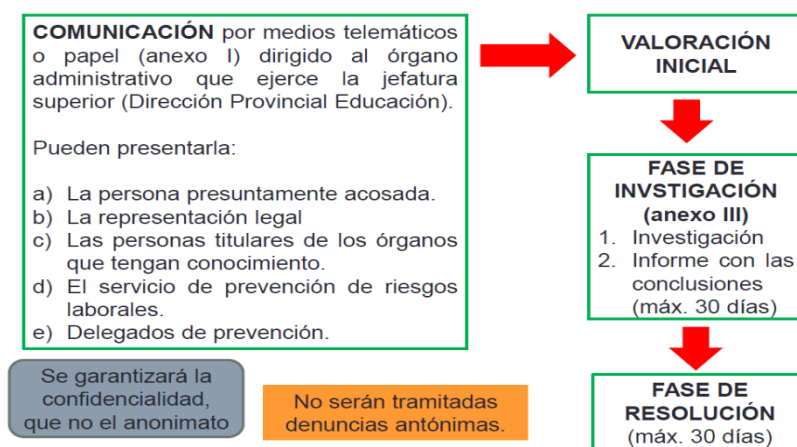 COMUNICACIÓN por medios telemáticos
o papel (anexo I) dirigido al órgano
administrativo que ejerce la jefatura
superior (Dirección Provincial Educación).
Pueden presentarla:
a) La persona presuntamente acosada.
b) La representación legal
c) Las personas titulares de los órganos
que tengan conocimiento.
d) El servicio de prevención de riesgos
laborales.
e) Delegados de prevención.
Se garantizará la
confidencialidad,
que no el anonimato
No serán tramitadas
denuncias antónimas.
VALORACIÓN
INICIAL
FASE DE
INVSTIGACIÓN
(anexo III)
1. Investigación
2. Informe con las
conclusiones
(máx. 30 días)
FASE DE
RESOLUCIÓN
(máx. 30 días)